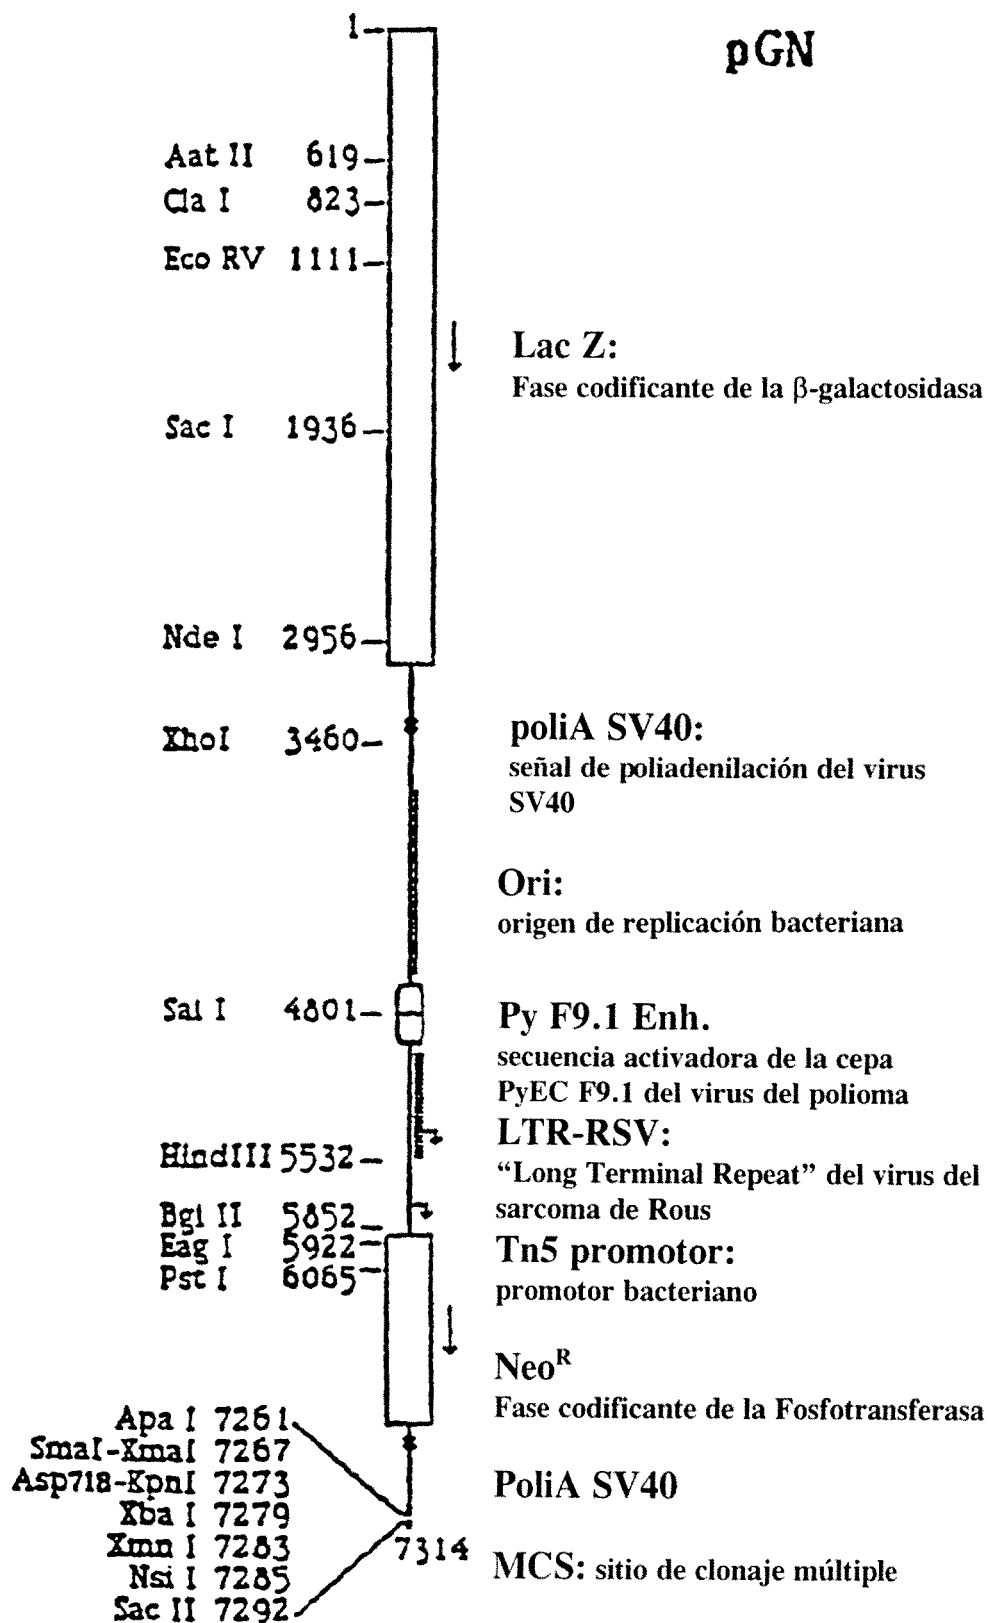 pGN
1
Aat II 619
Cla I 823
Eco RV 1111
Lac Z:
Fase codificante de la β-galactosidasa
Sac I 1936
Nde I 2956
XhoI 3460
poliA SV40:
señal de poliadenilación del virus
SV40
Ori:
origen de replicación bacteriana
Sal I 4801
Py F9.1 Enh.
secuencia activadora de la cepa
PyEC F9.1 del virus del polioma
LTR-RSV:
HindIII 5532
“Long Terminal Repeat” del virus del
sarcoma de Rous
Bgl II 5852
Eag I 5922
Tn5 promotor:
Pst I 6065
promotor bacteriano
Neo^R
Fase codificante de la Fosfotransferasa
Apa I 7261
SmaI-XmaI 7267
Asp718-KpnI 7273
PoliA SV40
Xba I 7279
Xmn I 7283
7314
MCS: sitio de clonaje múltiple
Nsi I 7285
Sac II 7292